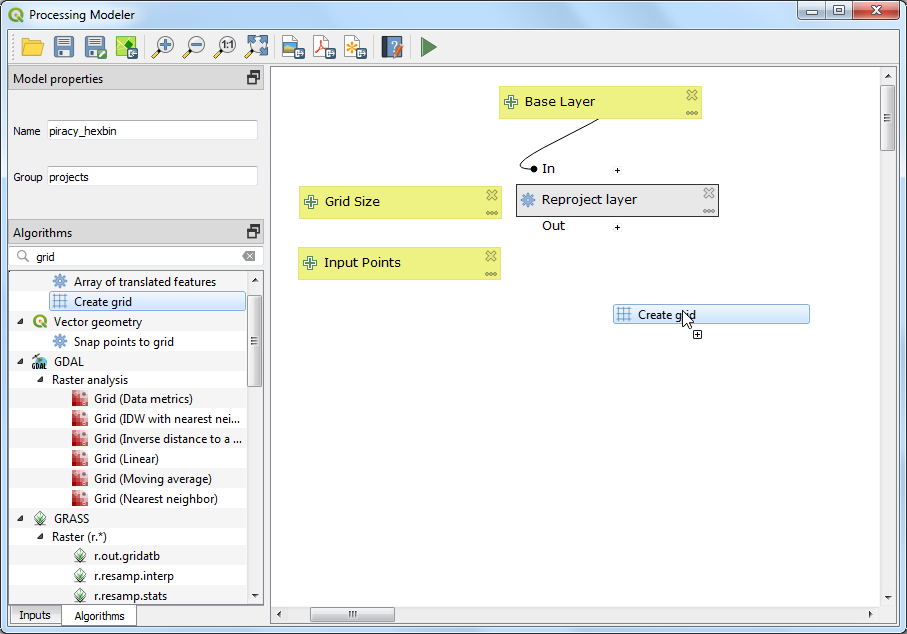 Processing Modeler
1:1
Model properties
Name piracy_hexbin
Group projects
Algorithms
grid
Array of translated features
Create grid
Vector geometry
Snap points to grid
GDAL
GDAL
Raster analysis
Grid (Data metrics)
Grid (IDW with nearest nei...
Grid (Inverse distance to a ...
Grid (Linear)
Grid (Moving average)
Grid (Nearest neighbor)
GRASS
Raster (r.*)
r.out.gridatb
r.resamp.interp
r.resamp.stats
Inputs
Algorithms
Base Layer
In
Grid Size
Reproject layer
Out
Input Points
Create grid